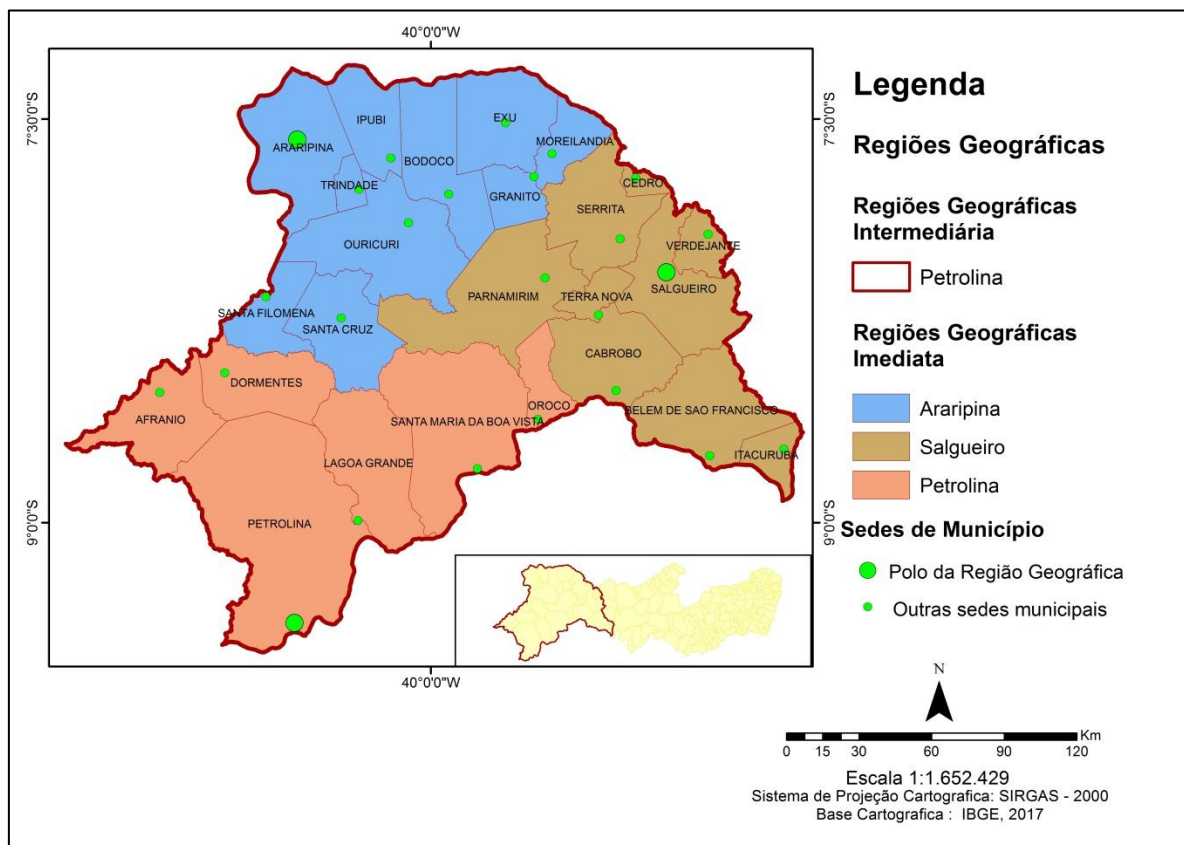 40°0'0"W
7°30'0"S
7°30'0"S
IPUBI
EXU
ARARIPINA
MOREILANDIA
BODOCO
TRINDADE
GRANITO
CEDRO
SERRITA
OURICURI
VERDEJANTE
PARNAMIRIM
TERRA NOVA
SALGUEIRO
SANTA FILOMENA
SANTA CRUZ
CABROBO
DORMENTES
OROCO
BELEM DE SAO FRANCISCO
AFRANIO
SANTA MARIA DA BOA VISTA
LAGOA GRANDE
ITACURUBA
PETROLINA
9°0'0"S
9°0'0"S
40°0'0"W
Legenda
Regiões Geográficas
Regiões Geográficas
Intermediária
Petrolina
Regiões Geográficas
Imediata
Araripina
Salgueiro
Petrolina
Sedes de Município
Polo da Região Geográfica
Outras sedes municipais
N
Km
0 15 30 60 90 120
Escala 1:1.652.429
Sistema de Projeção Cartografica: SIRGAS - 2000
Base Cartografica : IBGE, 2017